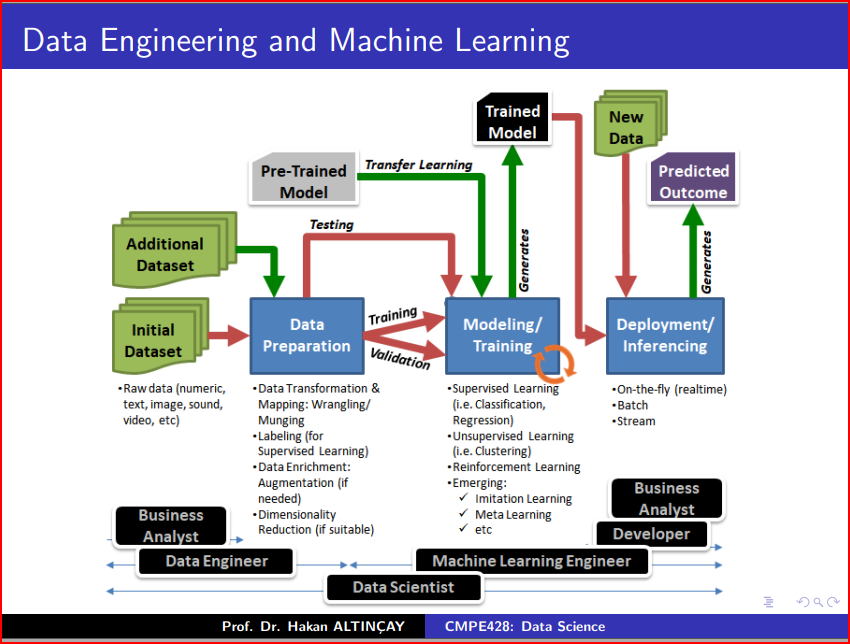 Data Engineering and Machine Learning
Trained
Model
New
Data
Pre-Trained
Model
Transfer Learning
Predicted
Outcome
Testing
Additional
Dataset
Generates
Generates
Initial
Dataset
Data
Preparation
Training
Validation
Modeling/
Training
Deployment/
Inferencing
•Raw data (numeric,
text, image, sound,
video, etc)
•Data Transformation &
Mapping: Wrangling/
Munging
•Labeling (for
Supervised Learning)
•Data Enrichment:
Augmentation (if
needed)
•Dimensionality
Reduction (if suitable)
•Supervised Learning
(i.e. Classification,
Regression)
•Unsupervised Learning
(i.e. Clustering)
•Reinforcement Learning
•Emerging:
✓ Imitation Learning
✓ Meta Learning
✓ etc
•On-the-fly (realtime)
•Batch
•Stream
Business
Analyst
Business
Analyst
Developer
Data Engineer
Machine Learning Engineer
Data Scientist
Prof. Dr. Hakan ALTINÇAY
CMPE428: Data Science